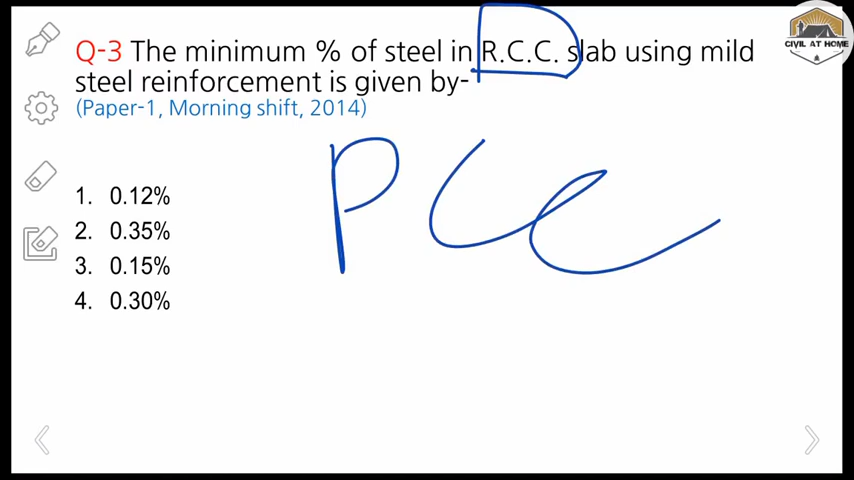 CIVIL AT HOME
Q-3 The minimum % of steel in R.C.C. slab using mild
steel reinforcement is given by-
(Paper-1, Morning shift, 2014)
PCC
1. 0.12%
2. 0.35%
3. 0.15%
4. 0.30%